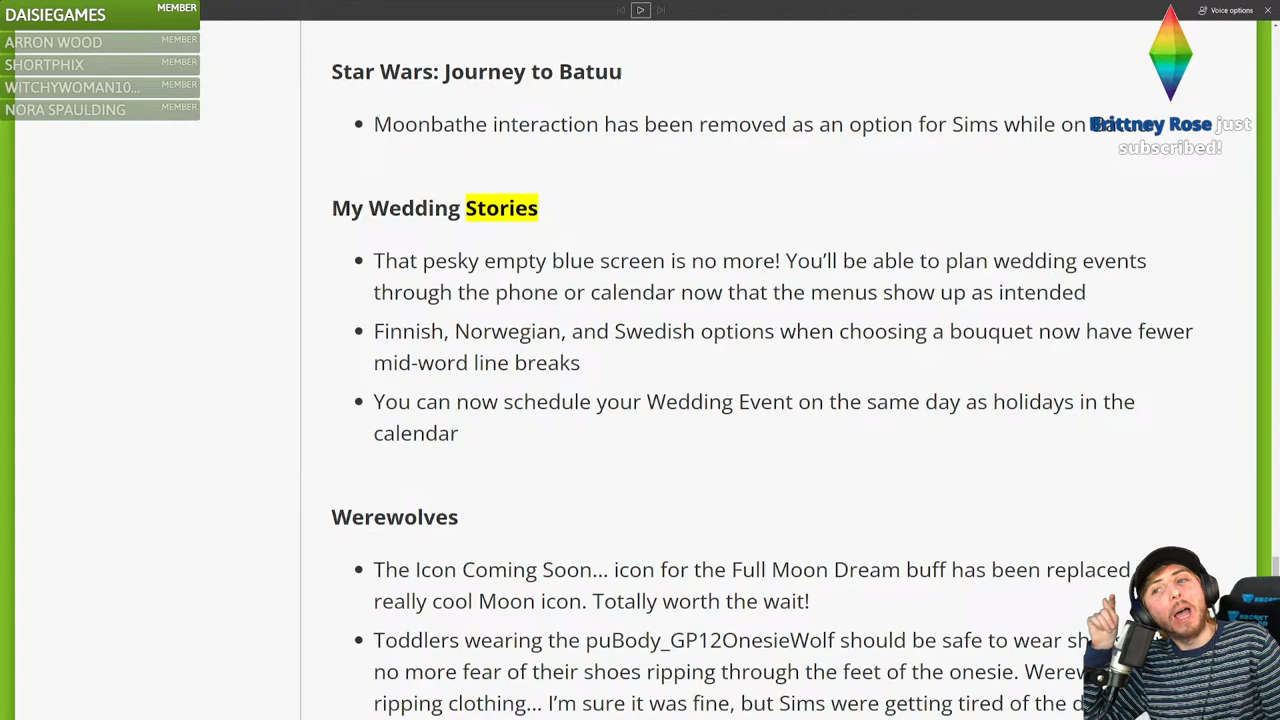 DAISIEGAMES MEMBER
ARRON WOOD MEMBER
SHORTPHIX MEMBER
WITCHYWOMAN10... MEMBER
NORA SPAULDING MEMBER
Voice options
Brittney Rose just
subscribed!
Star Wars: Journey to Batuu
Moonbathe interaction has been removed as an option for Sims while on
My Wedding Stories
That pesky empty blue screen is no more! You’ll be able to plan wedding events
through the phone or calendar now that the menus show up as intended
Finnish, Norwegian, and Swedish options when choosing a bouquet now have fewer
mid-word line breaks
You can now schedule your Wedding Event on the same day as holidays in the
calendar
Werewolves
The Icon Coming Soon… icon for the Full Moon Dream buff has been replaced
really cool Moon icon. Totally worth the wait!
Toddlers wearing the puBody_GP12OnesieWolf should be safe to wear
no more fear of their shoes ripping through the feet of the onesie.
ripping clothing… I’m sure it was fine, but Sims were getting tired of the